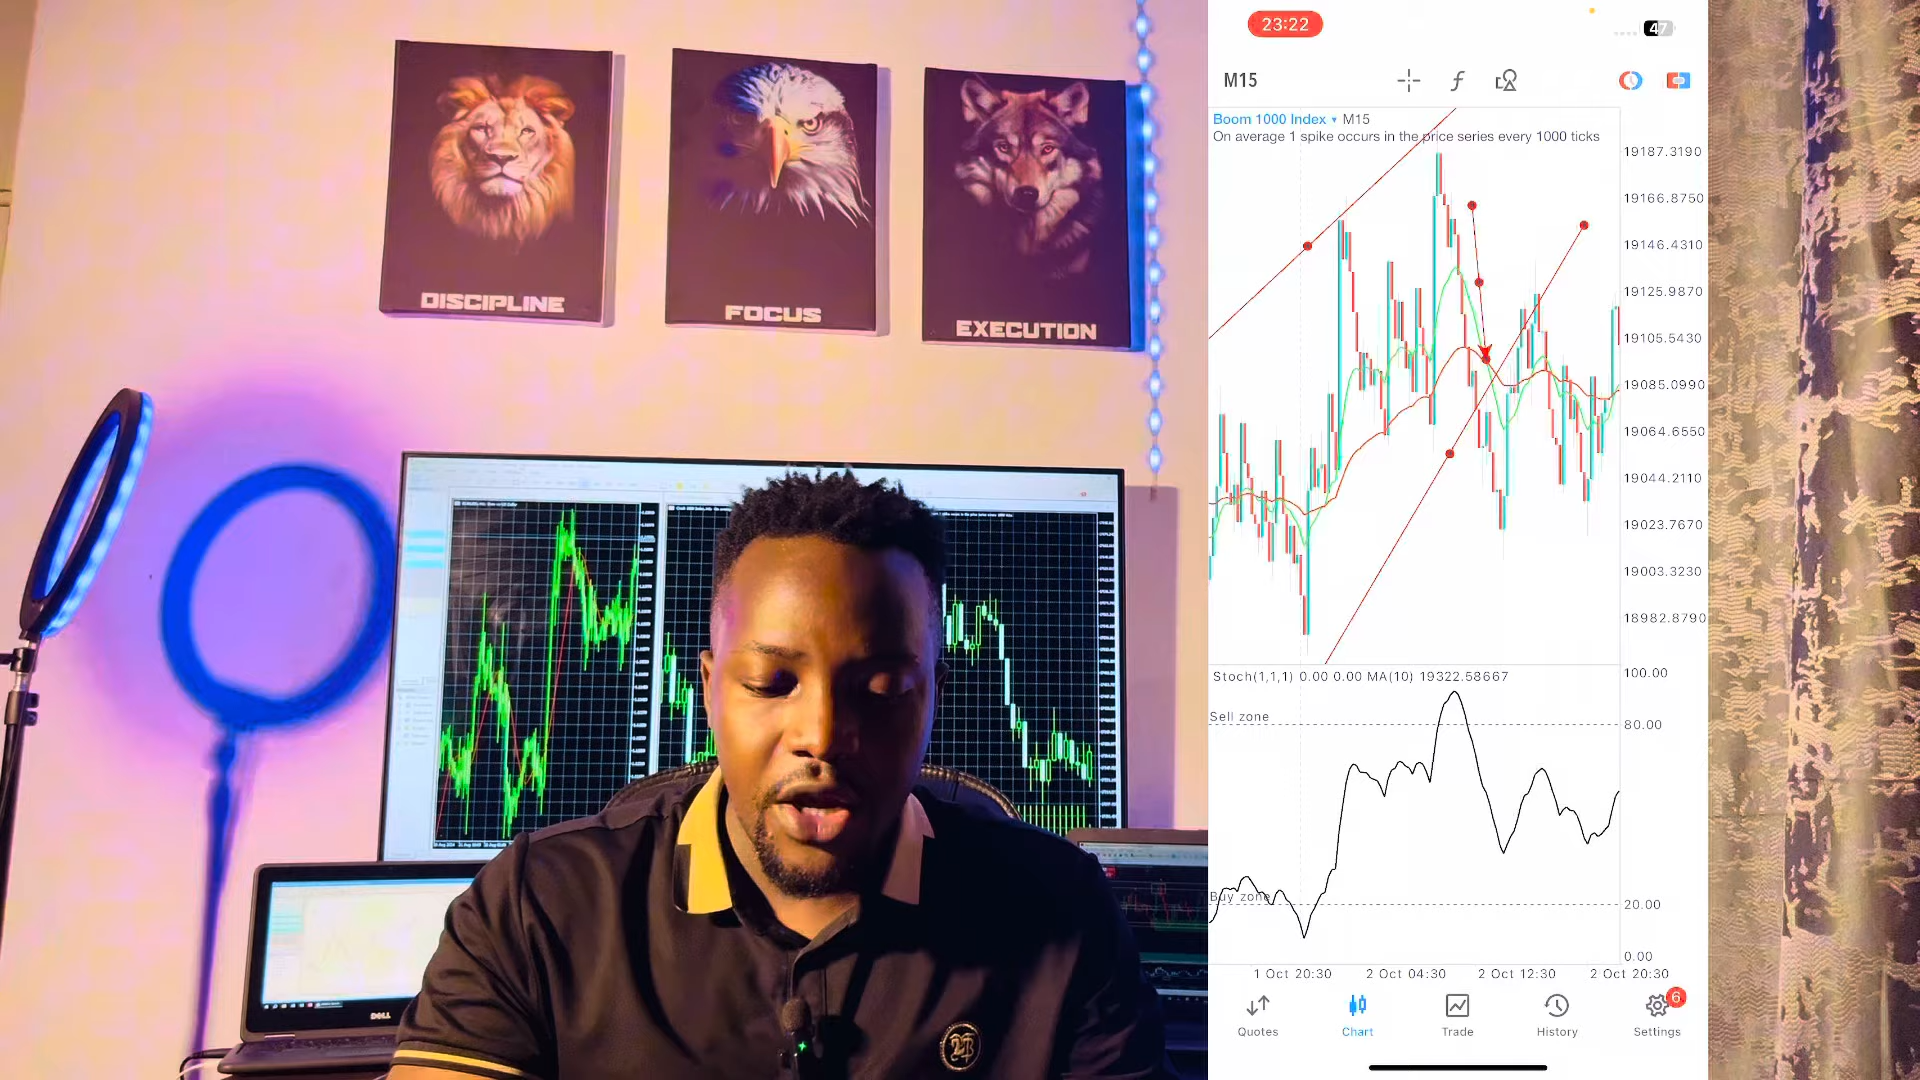 DISCIPLINE
FOCUS
EXECUTION
DELL
23:22
47
M15
Boom 1000 Index ▾ M15
On average 1 spike occurs in the price series every 1000 ticks
19187.3190
19166.8750
19146.4310
19125.9870
19105.5430
19085.0990
19064.6550
19044.2110
19023.7670
19003.3230
18982.8790
Stoch(1,1,1) 0.00 0.00 MA(10) 19322.58667
100.00
Sell zone
80.00
Buy zone
20.00
0.00
1 Oct 20:30
2 Oct 04:30
2 Oct 12:30
2 Oct 20:30
6
Quotes
Chart
Trade
History
Settings